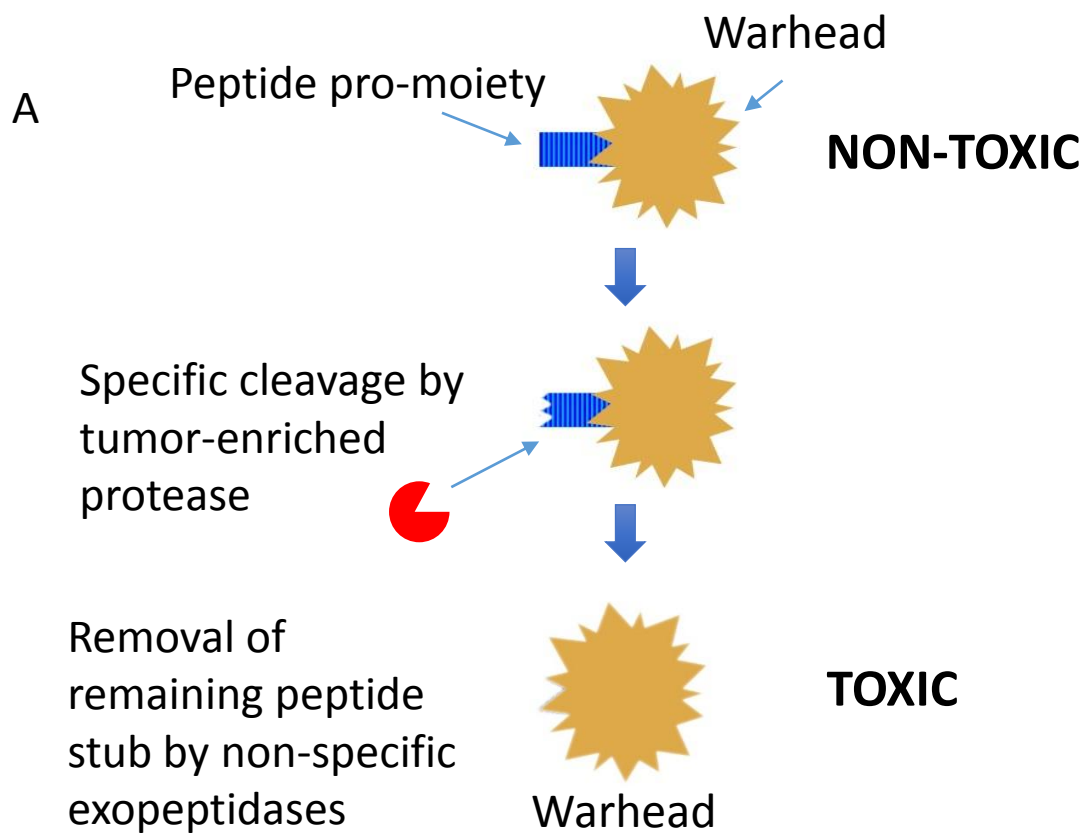 A
Peptide pro-moiety
Warhead
NON-TOXIC
Specific cleavage by
tumor-enriched
protease
Removal of
remaining peptide
stub by non-specific
exopeptidases
TOXIC
Warhead